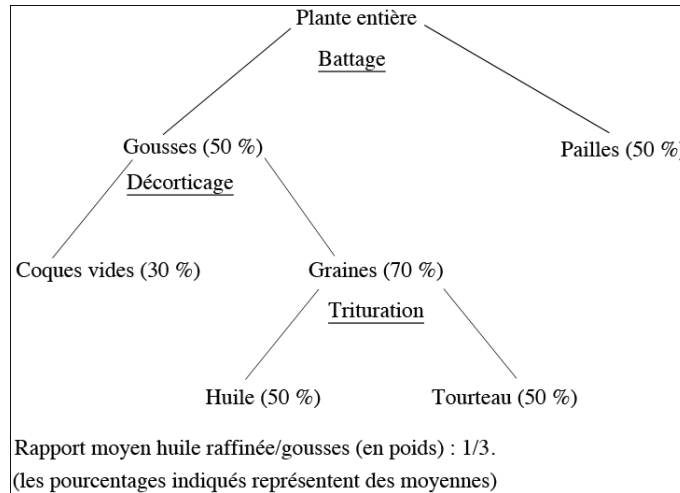 Plante entière
Battage
Gousses (50 %)
Pailles (50 %)
Décorticage
Coques vides (30 %)
Graines (70 %)
Trituration
Huile (50 %)
Tourteau (50 %)
Rapport moyen huile raffinée/gousses (en poids) : 1/3.
(les pourcentages indiqués représentent des moyennes)